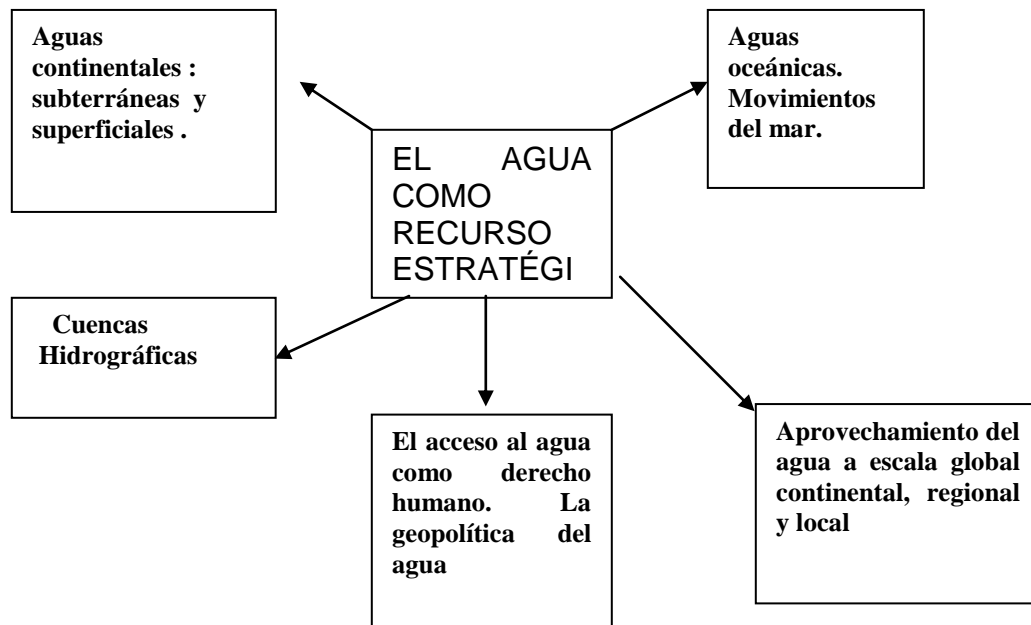 Aguas
continentales :
subterráneas y
superficiales .
Aguas
oceánicas.
Movimientos
del mar.
EL AGUA
COMO
RECURSO
ESTRATÉGI
Cuencas
Hidrográficas
El acceso al agua
como derecho
humano. La
geopolítica del
agua
Aprovechamiento del
agua a escala global
continental, regional
y local